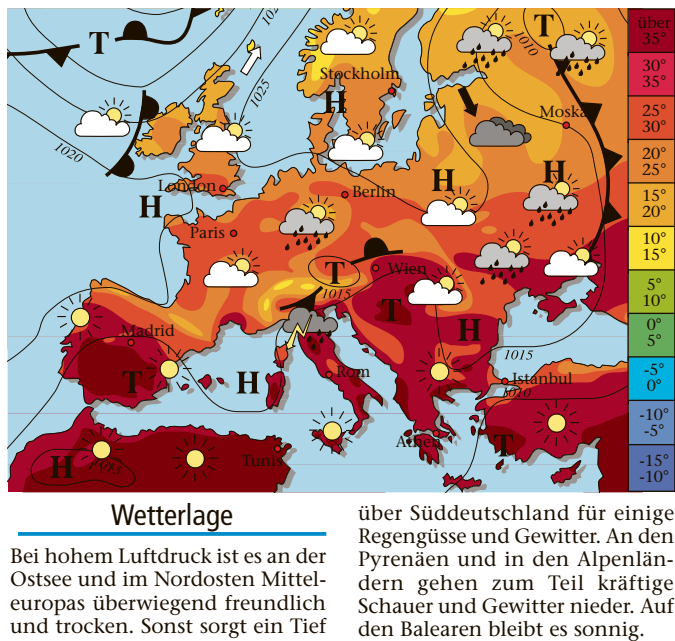 T
T
1010
über
35°
30°
35°
25°
30°
20°
25°
15°
20°
10°
15°
5°
10°
0°
5°
-5°
0°
-10°
-5°
-15°
-10°
Stockholm
1025
H
Moska
1020
H
H
London
Berlin
H
Paris
T
Wien
1015
T
Madrid
H
1015
T
H
Rom
Istanbul
1010
Athen
T
H
Tunis
Wetterlage
Bei hohem Luftdruck ist es an der
Ostsee und im Nordosten Mittel-
europas überwiegend freundlich
und trocken. Sonst sorgt ein Tief
über Süddeutschland für einige
Regengüsse und Gewitter. An den
Pyrenäen und in den Alpenlän-
dern gehen zum Teil kräftige
Schauer und Gewitter nieder. Auf
den Balearen bleibt es sonnig.